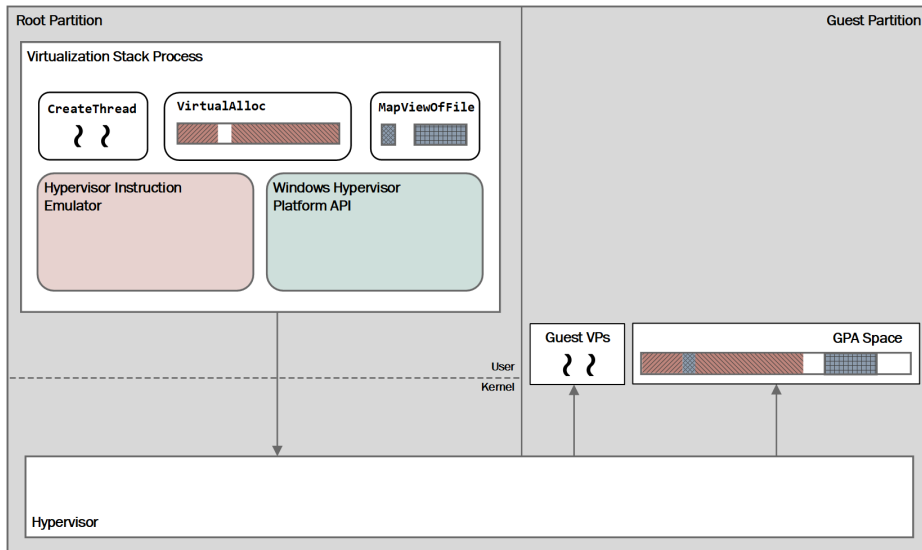 Root Partition
Guest Partition
Virtualization Stack Process
CreateThread
VirtualAlloc
MapViewOfFile
Hypervisor Instruction
Emulator
Windows Hypervisor
Platform API
Guest VPs
GPA Space
User
Kernel
Hypervisor